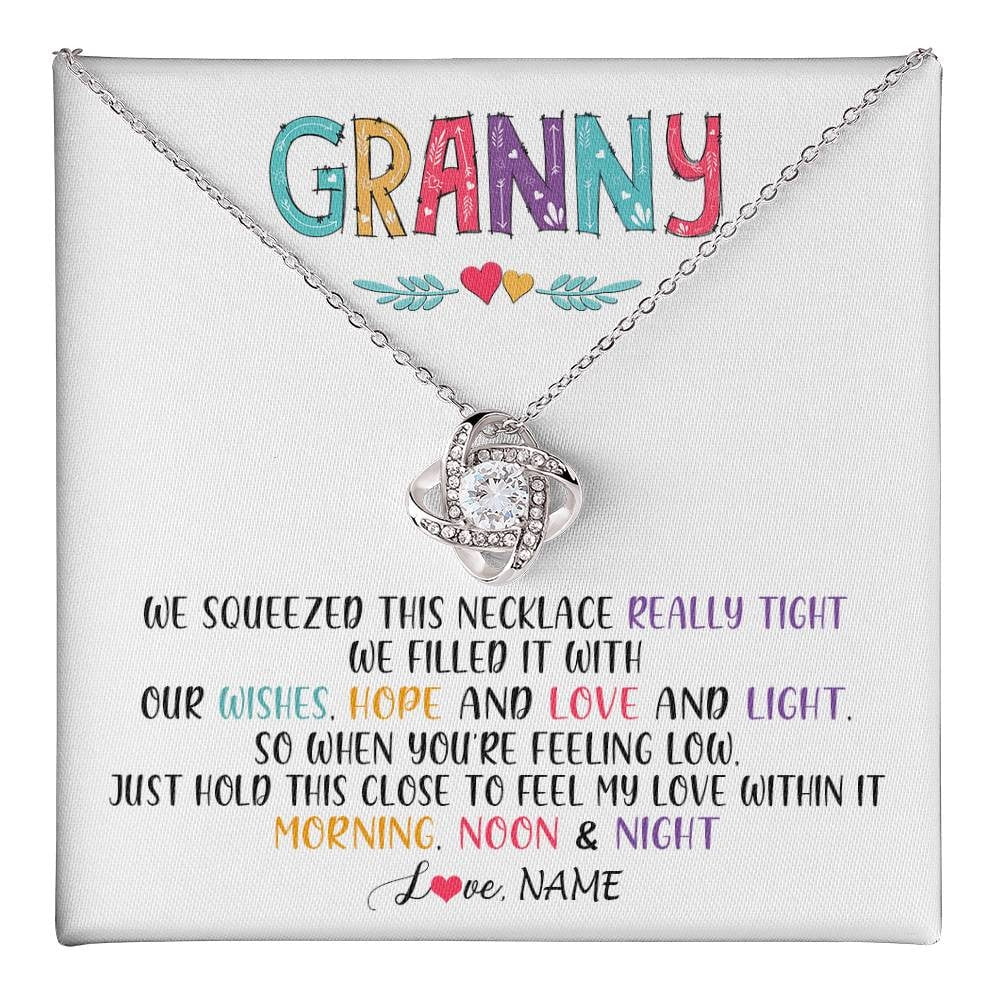 GRANNY
WE SQUEEZED THIS NECKLACE REALLY TIGHT
WE FILLED IT WITH
OUR WISHES, HOPE AND LOVE AND LIGHT.
SO WHEN YOU'RE FEELING LOW,
JUST HOLD THIS CLOSE TO FEEL MY LOVE WITHIN IT
MORNING, NOON & NIGHT
Love, NAME